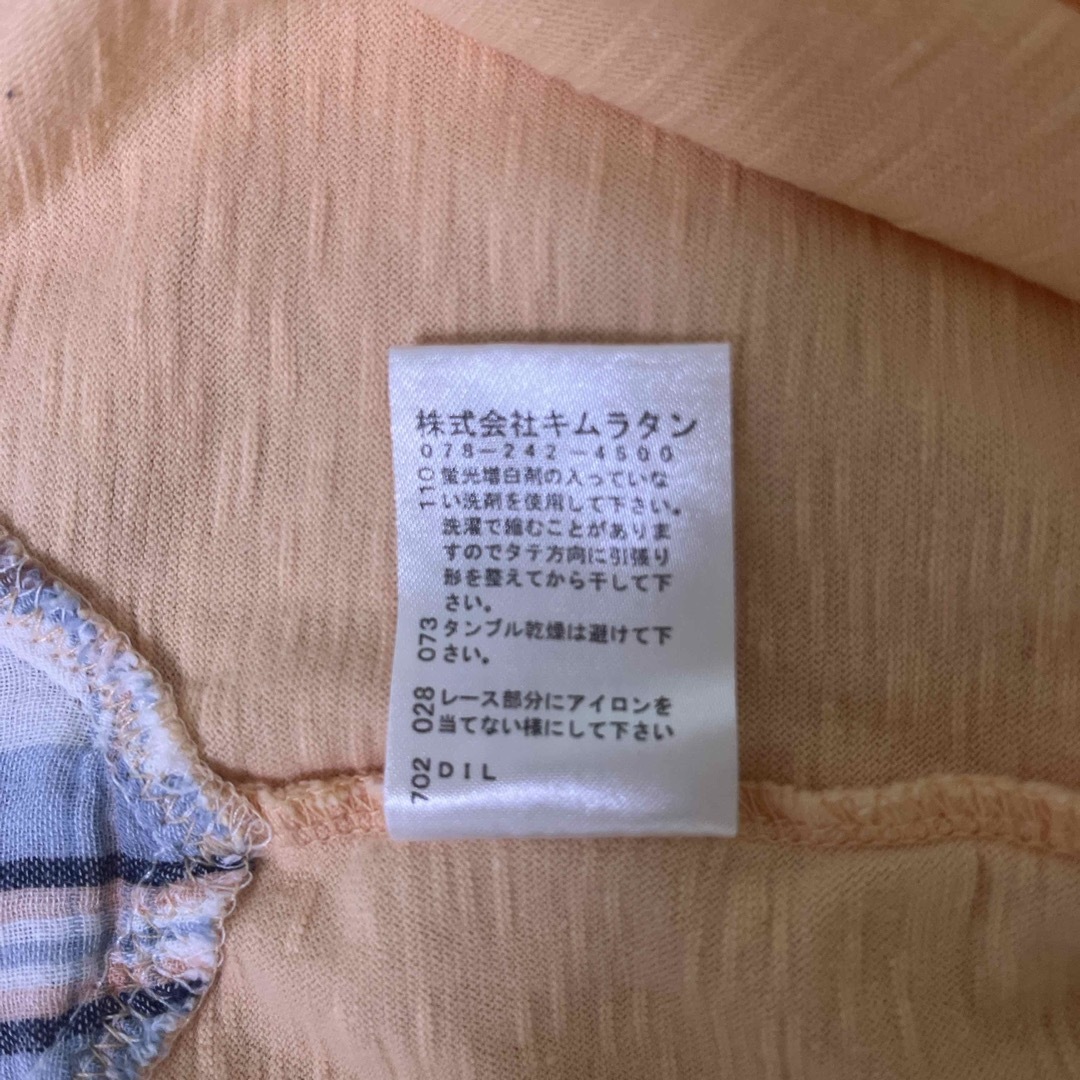 株式会社キムラタン
078-242-4500
110 蛍光増白剤の入っていな
い洗剤を使用して下さい。
洗濯で縮むことがありま
すのでタテ方向に引張り
形を整えてから干して下
さい。
073 タンブル乾燥は避けて下
さい。
028 レース部分にアイロンを
当てない様にして下さい
702 DIL